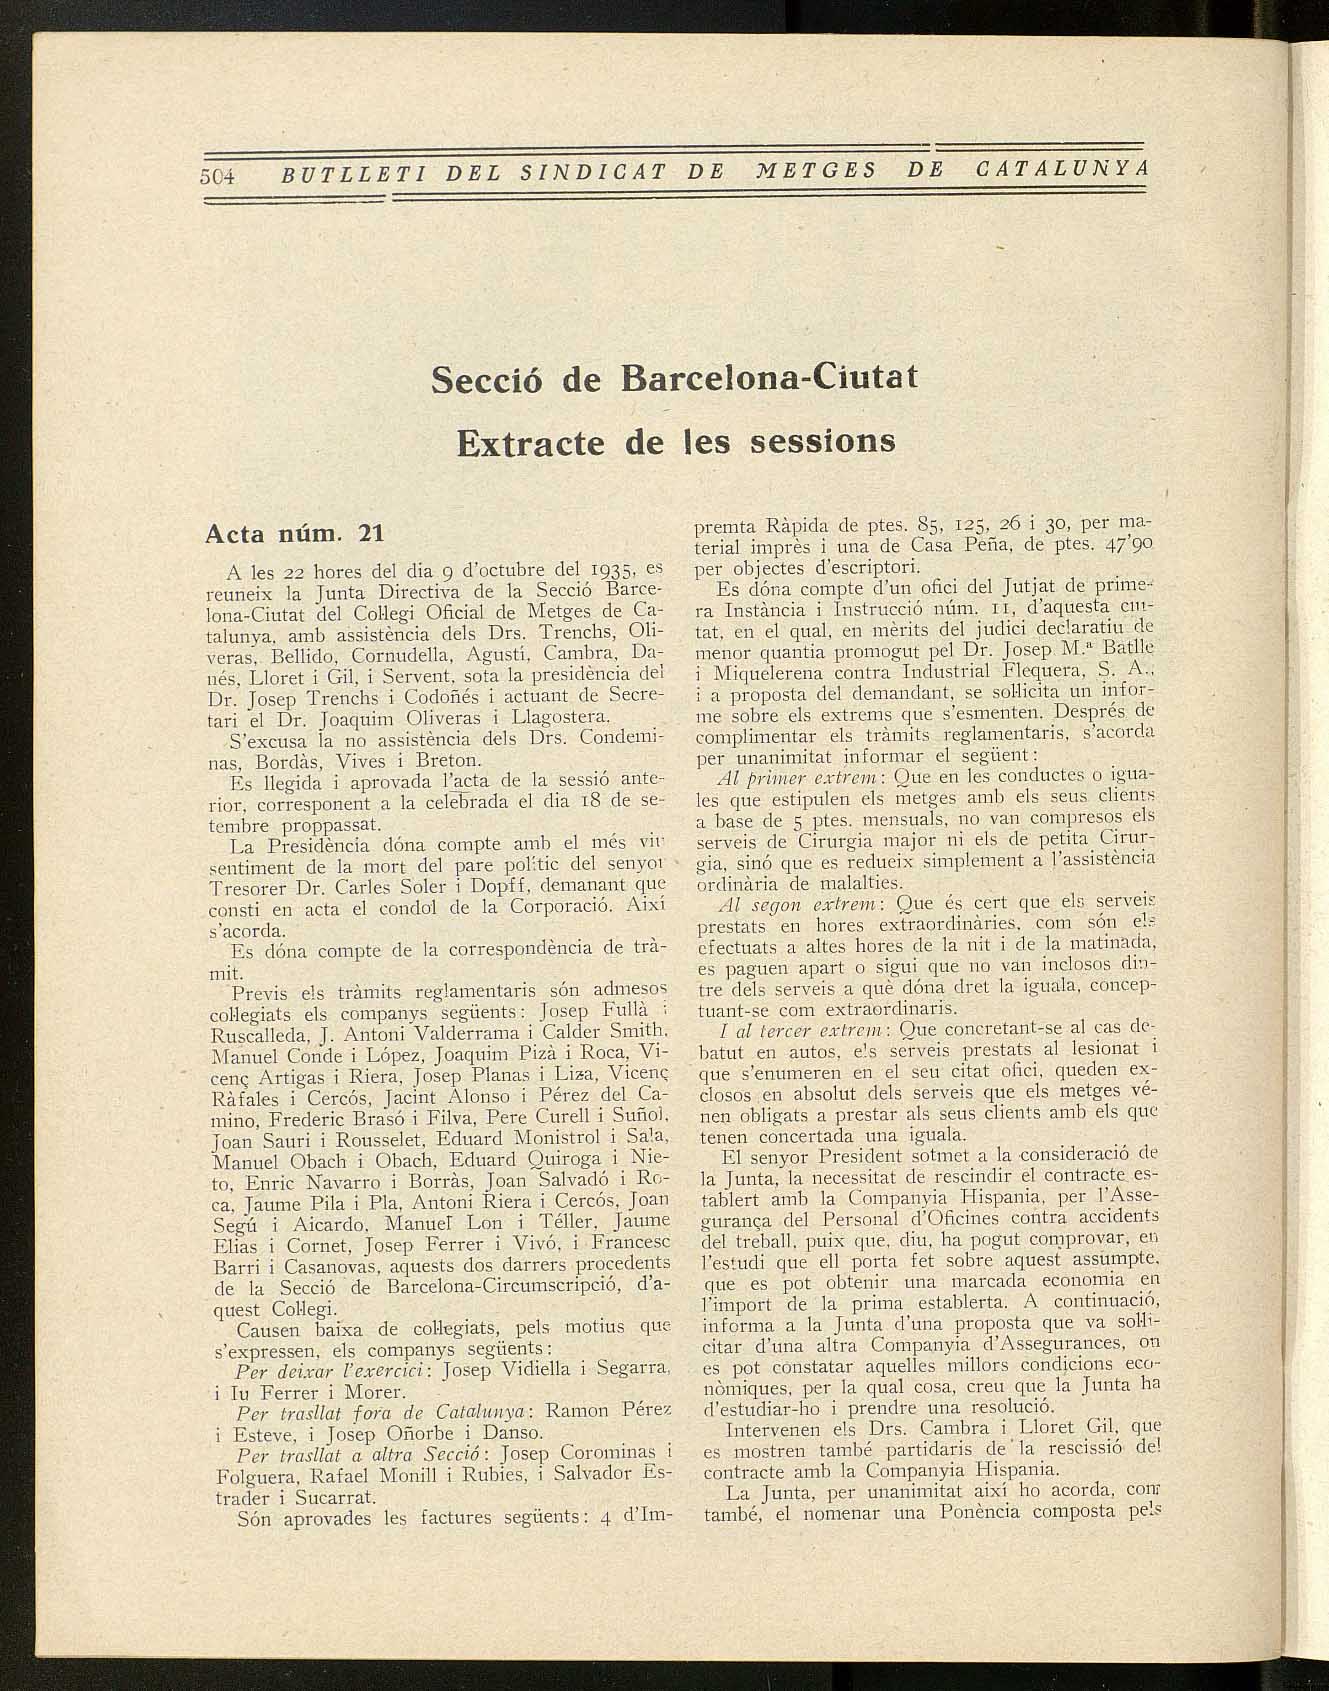 504 BUTLLETI DEL SINDICAT DE METGES DE CATALUNYA
Secció de Barcelona-Ciutat
Extracte de les sessions
Acta núm. 21
A les 22 hores del dia 9 d'octubre del 1935, es
reuneix la Junta Directiva de la Secció Barce-
lona-Ciutat del Col·legi Oficial de Metges de Ca-
talunya, amb assistència dels Drs. Trenchs, Oli-
veras, Bellido, Cornudella, Agustí, Cambra, Da-
nés, Lloret i Gil, i Servent, sota la presidència del
Dr. Josep Trenchs i Codoñés i actuant de Secre-
tari el Dr. Joaquim Oliveras i Llagostera.
S'excusa la no assistència dels Drs. Condemi-
nas, Bordàs, Vives i Breton.
Es llegida i aprovada l'acta de la sessió ante-
rior, corresponent a la celebrada el dia 18 de se-
tembre proppassat.
La Presidència dóna compte amb el més viu
sentiment de la mort del pare polític del senyor
Tresorer Dr. Carles Soler i Dopff, demanant que
consti en acta el condol de la Corporació. Així
s'acorda.
Es dóna compte de la correspondència de trà-
mit.
Previs els tràmits reglamentaris són admesos
col·legiats els companys següents: Josep Fullà i
Ruscalleda, J. Antoni Valderrama i Calder Smith,
Manuel Conde i López, Joaquim Pizà i Roca, Vi-
cenç Artigas i Riera, Josep Planas i Liza, Vicenç
Ràfales i Cercós, Jacint Alonso i Pérez del Ca-
mino, Frederic Brasó i Filva, Pere Curell i Suñol,
Joan Sauri i Rousselet, Eduard Monistrol i Sala,
Manuel Obach i Obach, Eduard Quiroga i Nie-
to, Enric Navarro i Borràs, Joan Salvadó i Ro-
ca, Jaume Pila i Pla, Antoni Riera i Cercós, Joan
Segú i Aicardo, Manuel Lon i Téller, Jaume
Elias i Cornet, Josep Ferrer i Vivó, i Francesc
Barri i Casanovas, aquests dos darrers procedents
de la Secció de Barcelona-Circumscripció, d'a-
quest Col·legi.
Causen baixa de col·legiats, pels motius que
s'expressen, els companys següents:
Per deixar l'exercici: Josep Vidiella i Segarra,
i Iu Ferrer i Morer.
Per trasllat fora de Catalunya: Ramon Pérez
i Esteve, i Josep Oñorbe i Danso.
Per trasllat a altra Secció: Josep Corominas i
Folguera, Rafael Monill i Rubies, i Salvador Es-
trader i Sucarrat.
Són aprovades les factures següents: 4 d'Im-
premta Ràpida de ptes. 85, 125, 26 i 30, per ma-
terial imprès i una de Casa Peña, de ptes. 47'90
per objectes d'escriptori.
Es dóna compte d'un ofici del Jutjat de prime-
ra Instància i Instrucció núm. 11, d'aquesta ciu-
tat, en el qual, en mèrits del judici declaratiu de
menor quantia promogut pel Dr. Josep M.ª Batlle
i Miquelerena contra Industrial Flequera, S. A.,
i a proposta del demandant, se sol·licita un infor-
me sobre els extrems que s'esmenten. Després de
complimentar els tràmits reglamentaris, s'acorda
per unanimitat informar el següent:
Al primer extrem: Que en les conductes o igua-
les que estipulen els metges amb els seus clients
a base de 5 ptes. mensuals, no van compresos els
serveis de Cirurgia major ni els de petita Cirur-
gia, sinó que es redueix simplement a l'assistència
ordinària de malalties.
Al segon extrem: Que és cert que els serveis
prestats en hores extraordinàries, com són els
efectuats a altes hores de la nit i de la matinada,
es paguen apart o sigui que no van inclosos din-
tre dels serveis a què dóna dret la iguala, concep-
tuant-se com extraordinaris.
I al tercer extrem: Que concretant-se al cas de-
batut en autos, els serveis prestats al lesionat i
que s'enumeren en el seu citat ofici, queden ex-
closos en absolut dels serveis que els metges vé-
nen obligats a prestar als seus clients amb els que
tenen concertada una iguala.
El senyor President sotmet a la consideració de
la Junta, la necessitat de rescindir el contracte es-
tablert amb la Companyia Hispania, per l'Asse-
gurança del Personal d'Oficines contra accidents
del treball, puix que, diu, ha pogut comprovar, en
l'estudi que ell porta fet sobre aquest assumpte,
que es pot obtenir una marcada economia en
l'import de la prima establerta. A continuació,
informa a la Junta d'una proposta que va sol·li-
citar d'una altra Companyia d'Assegurances, on
es pot constatar aquelles millors condicions eco-
nòmiques, per la qual cosa, creu que la Junta ha
d'estudiar-ho i prendre una resolució.
Intervenen els Drs. Cambra i Lloret Gil, que
es mostren també partidaris de la rescissió del
contracte amb la Companyia Hispania.
La Junta, per unanimitat així ho acorda, com
també, el nomenar una Ponència composta pels